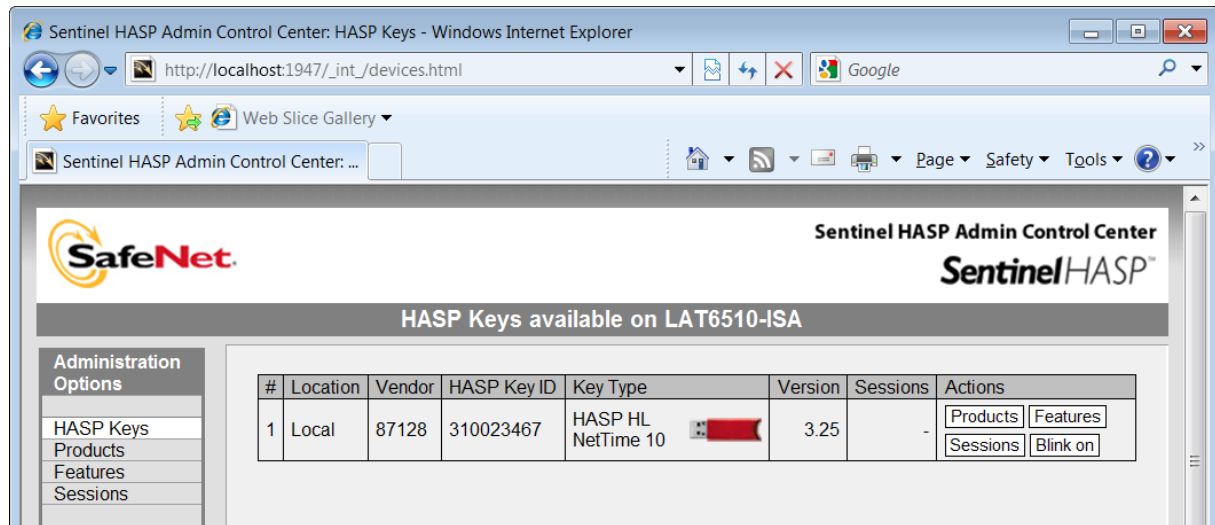 Sentinel HASP Admin Control Center: HASP Keys - Windows Internet Explorer
http://localhost:1947/_int_/devices.html
Google
Favorites
Web Slice Gallery
Sentinel HASP Admin Control Center: ...
Page Safety Tools
SafeNet.
Sentinel HASP Admin Control Center
Sentinel HASP™
HASP Keys available on LAT6510-ISA
Administration
Options
HASP Keys
Products
Features
Sessions
# Location Vendor HASP Key ID Key Type Version Sessions Actions
1 Local 87128 310023467 HASP HL NetTime 10 3.25 - Products Features
Sessions Blink on